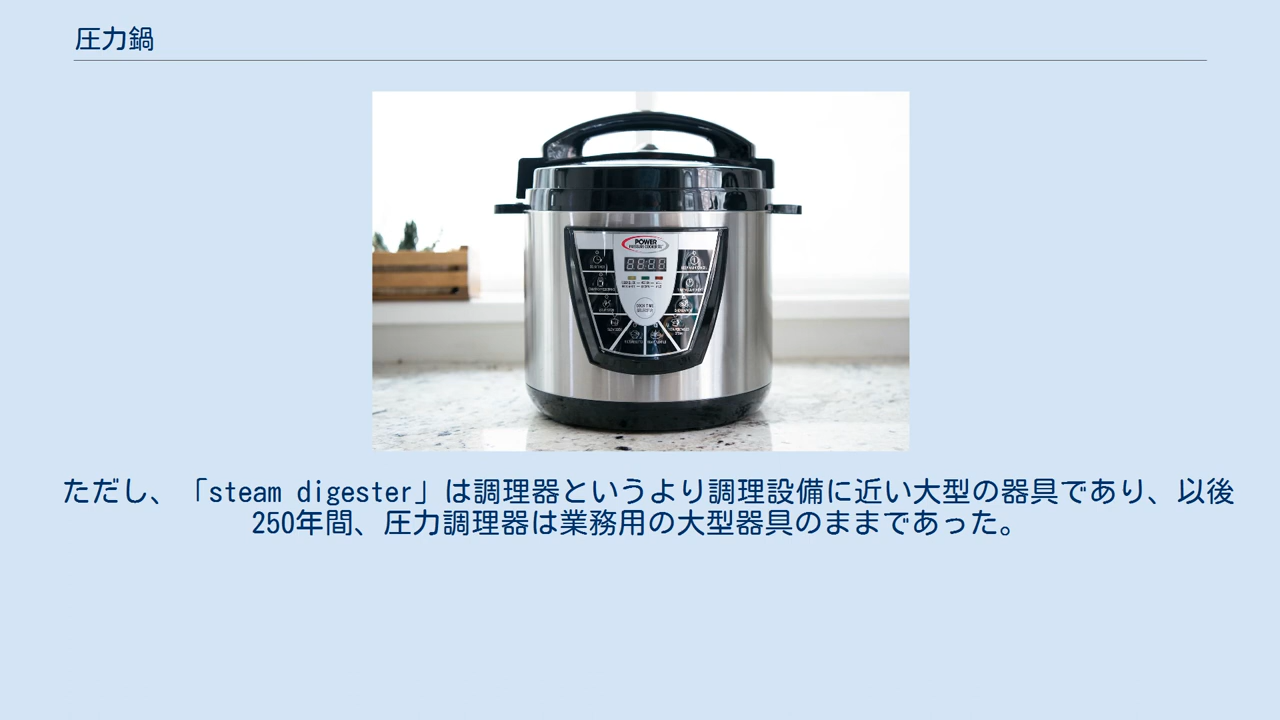 圧力鍋
POWER
PRESSURE COOKER XL
ただし、「steam digester」は調理器というより調理設備に近い大型の器具であり、以後
250年間、圧力調理器は業務用の大型器具のままであった。